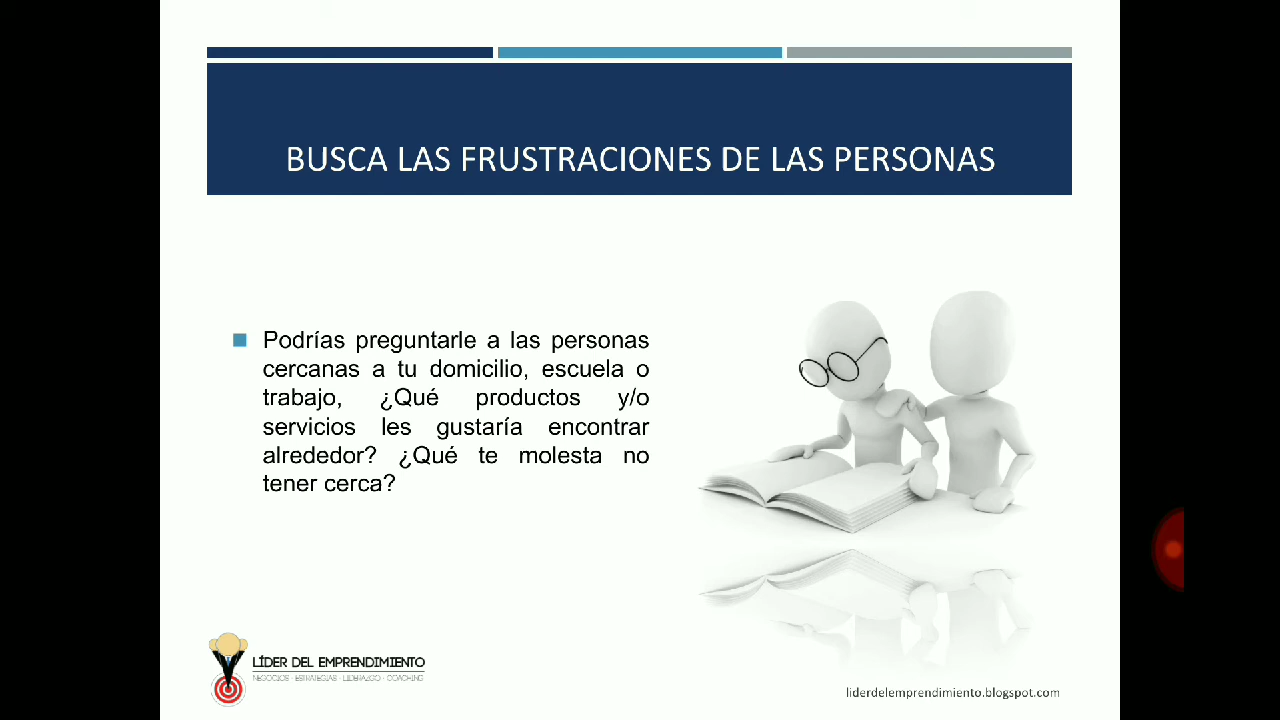 BUSCA LAS FRUSTRACIONES DE LAS PERSONAS
Podrías preguntarle a las personas
cercanas a tu domicilio, escuela o
trabajo, ¿Qué productos y/o
servicios les gustaría encontrar
alrededor? ¿Qué te molesta no
tener cerca?
LÍDER DEL EMPRENDIMIENTO
NEGOCIOS - ESTRATEGIAS - LIDERAZGO - COACHING
liderdelemprendimiento.blogspot.com